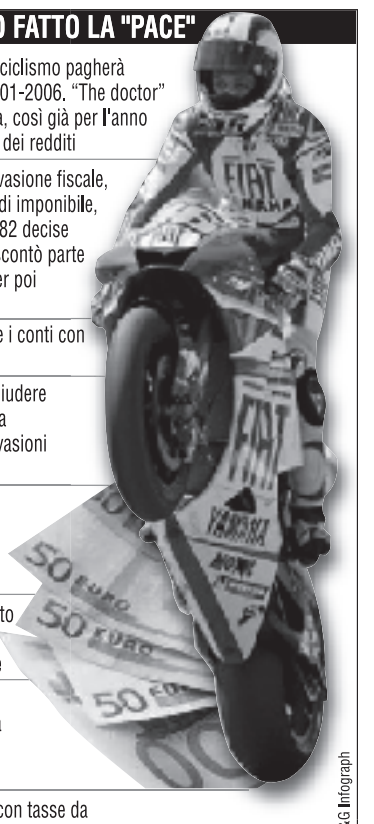 O FATTO LA "PACE"
ciclismo pagherà
01-2006. “The doctor”
a, così già per l'anno
dei redditi
vasione fiscale,
di imponibile,
82 decise
scontò parte
er poi
e i conti con
iudere
a
vasioni
to
e
a
con tasse da
FIAT
YAMAHA
FIAT
YAMAHA
50 EURO
50 EURO
50 EU
&G Infograph